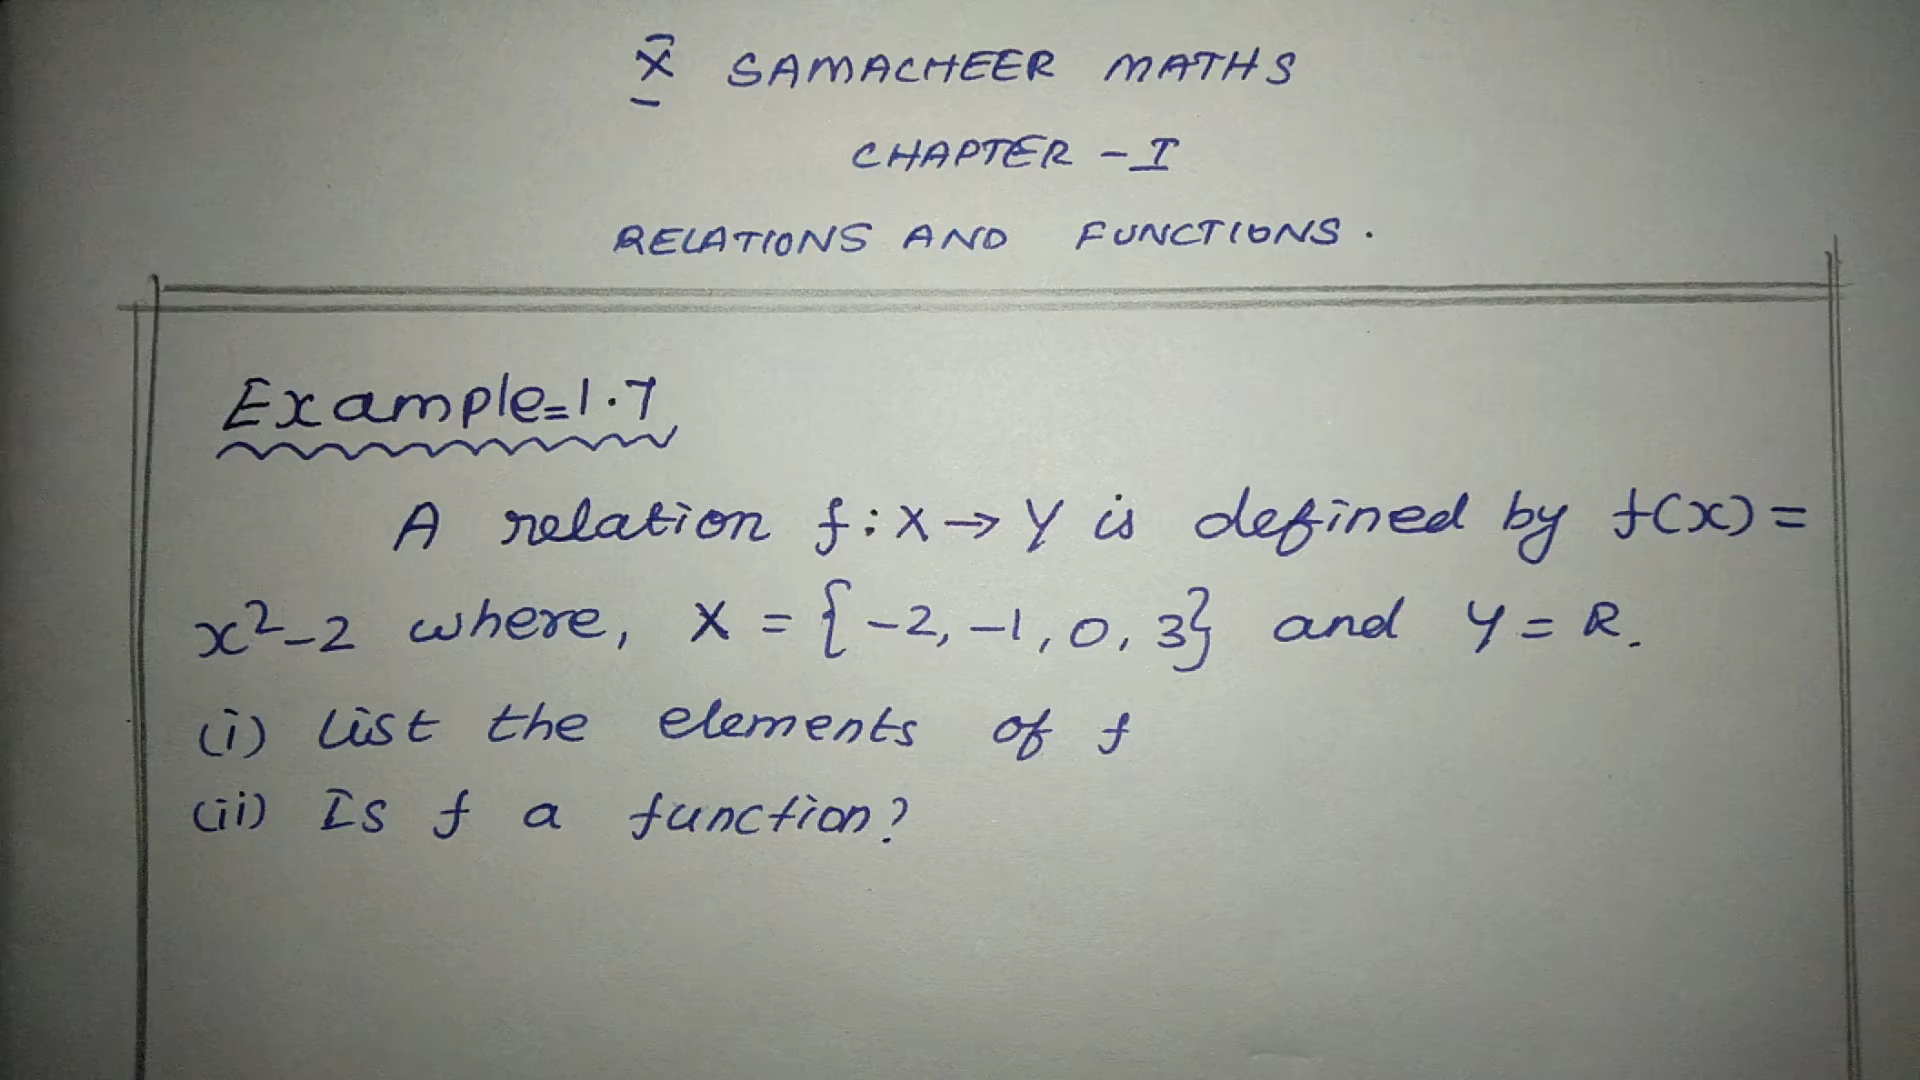 X SAMACHEER MATHS
CHAPTER - I
RELATIONS AND FUNCTIONS.
Example=1.7
A relation f: X → Y is defined by f(x) =
x²-2 where, X = {-2, -1, 0, 3} and Y = R.
(i) List the elements of f
(ii) Is f a function?